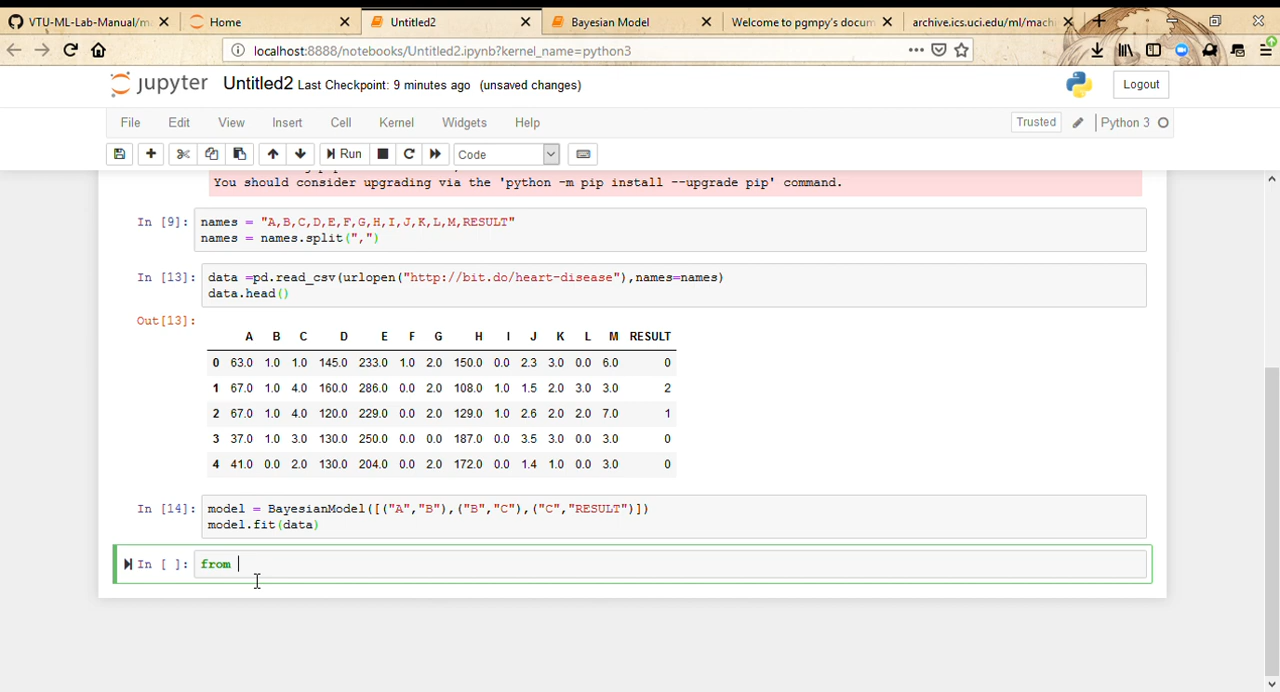 VTU-ML-Lab-Manual/m
Home
Untitled2
Bayesian Model
Welcome to pgmpy's docum
archive.ics.uci.edu/ml/mach
localhost:8888/notebooks/Untitled2.ipynb?kernel_name=python3
jupyter Untitled2 Last Checkpoint: 9 minutes ago (unsaved changes)
Logout
File Edit View Insert Cell Kernel Widgets Help
Trusted Python 3
Run Code
You should consider upgrading via the 'python -m pip install --upgrade pip' command.
In [9]: names = "A,B,C,D,E,F,G,H,I,J,K,L,M,RESULT"
names = names.split(",")
In [13]: data =pd.read_csv(urlopen("http://bit.do/heart-disease"),names=names)
data.head()
Out[13]:
A B C D E F G H I J K L M RESULT
0 63.0 1.0 1.0 145.0 233.0 1.0 2.0 150.0 0.0 2.3 3.0 0.0 6.0 0
1 67.0 1.0 4.0 160.0 286.0 0.0 2.0 108.0 1.0 1.5 2.0 3.0 3.0 2
2 67.0 1.0 4.0 120.0 229.0 0.0 2.0 129.0 1.0 2.6 2.0 2.0 7.0 1
3 37.0 1.0 3.0 130.0 250.0 0.0 0.0 187.0 0.0 3.5 3.0 0.0 3.0 0
4 41.0 0.0 2.0 130.0 204.0 0.0 2.0 172.0 0.0 1.4 1.0 0.0 3.0 0
In [14]: model = BayesianModel([("A","B"),("B","C"),("C","RESULT")])
model.fit(data)
In [ ]: from